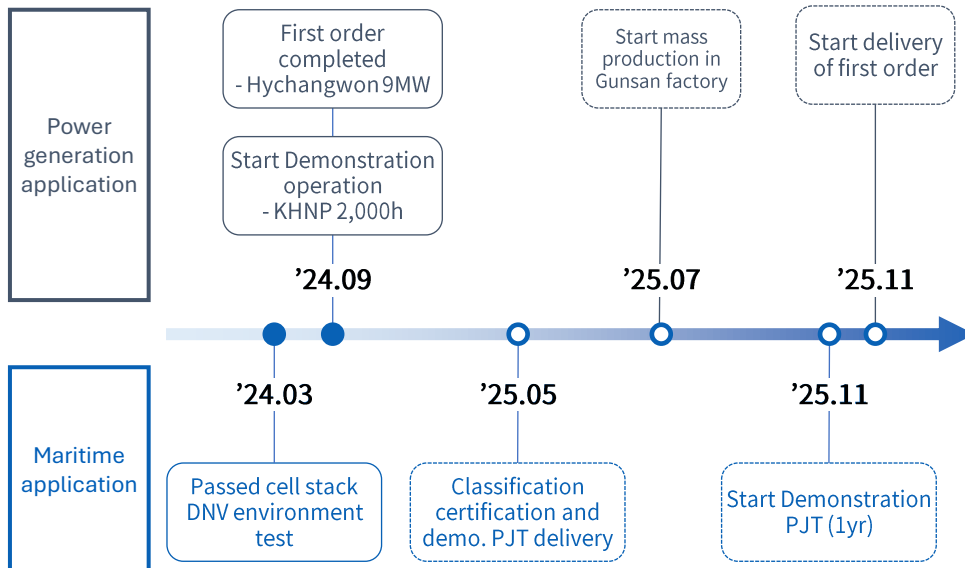 Power
generation
application
First order
completed
- Hychangwon 9MW
Start Demonstration
operation
- KHNP 2,000h
’24.09
Start mass
production in
Gunsan factory
’25.07
Start delivery
of first order
’25.11
Maritime
application
’24.03
Passed cell stack
DNV environment
test
’25.05
Classification
certification and
demo. PJT delivery
’25.11
Start Demonstration
PJT (1yr)